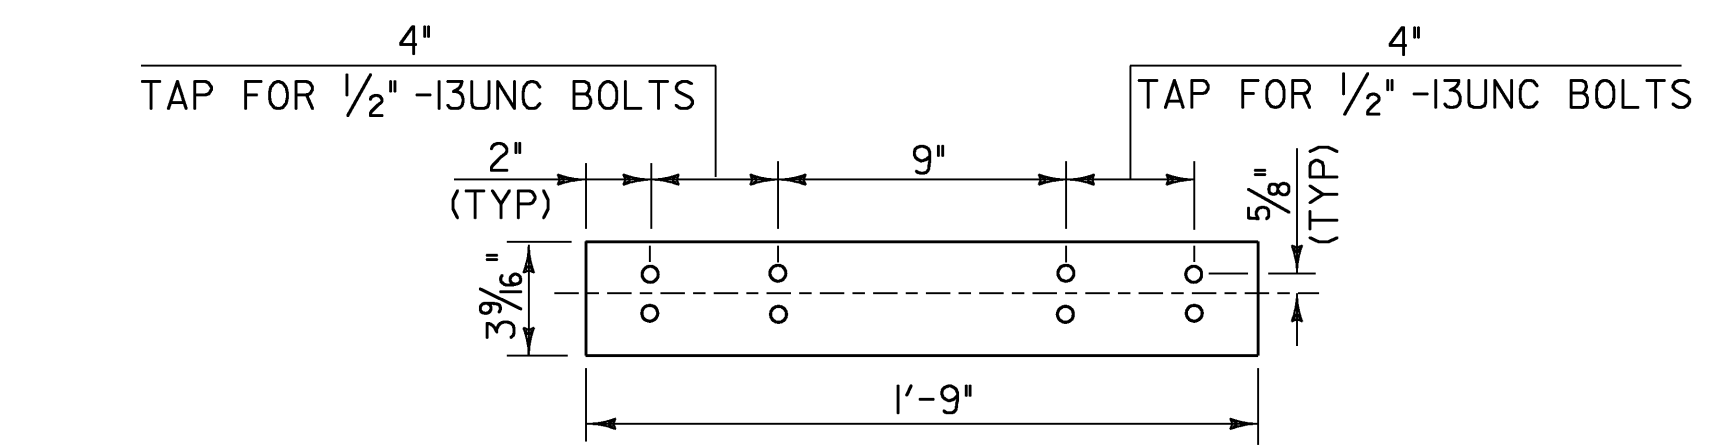 4"
TAP FOR 1/2" -13UNC BOLTS
4"
TAP FOR 1/2" -13UNC BOLTS
2"
(TYP)
9"
5/8"
(TYP)
3 9/16"
1'-9"